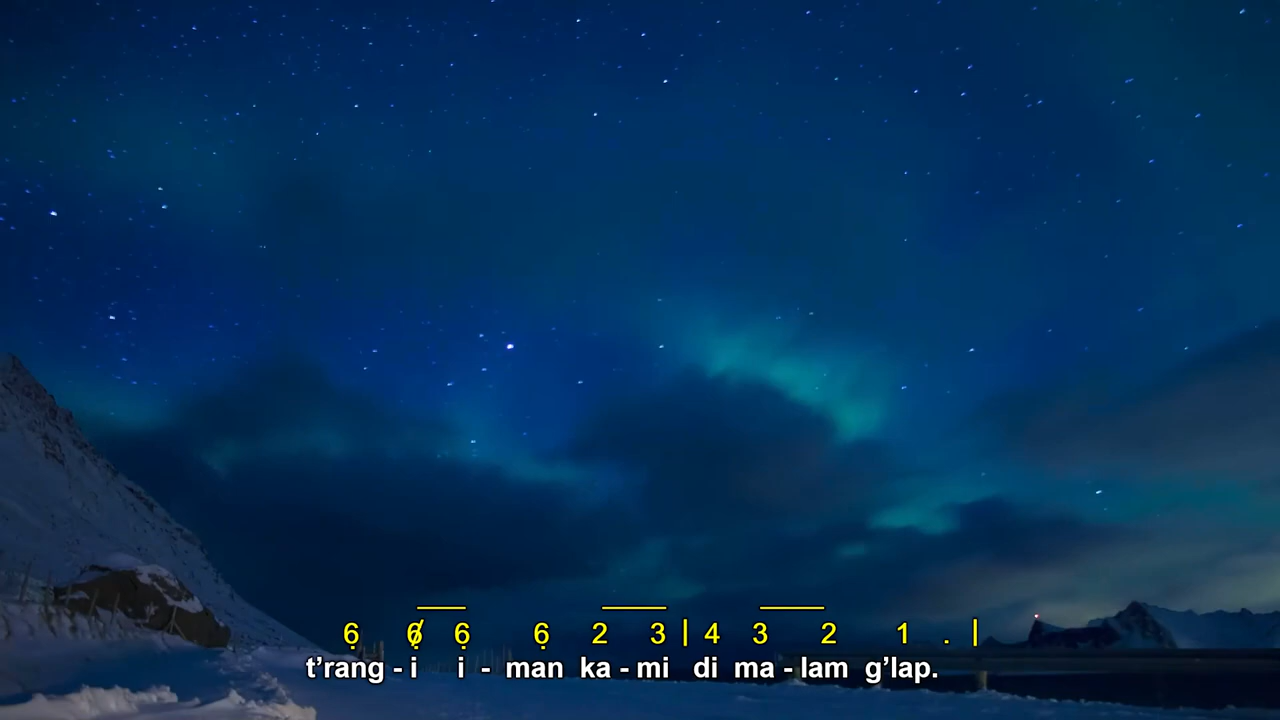 6̣ 6̸̣ 6̣ 6̣ 2 3 | 4 3 2 1 . |
t’rang - i i - man ka - mi di ma - lam g’lap.